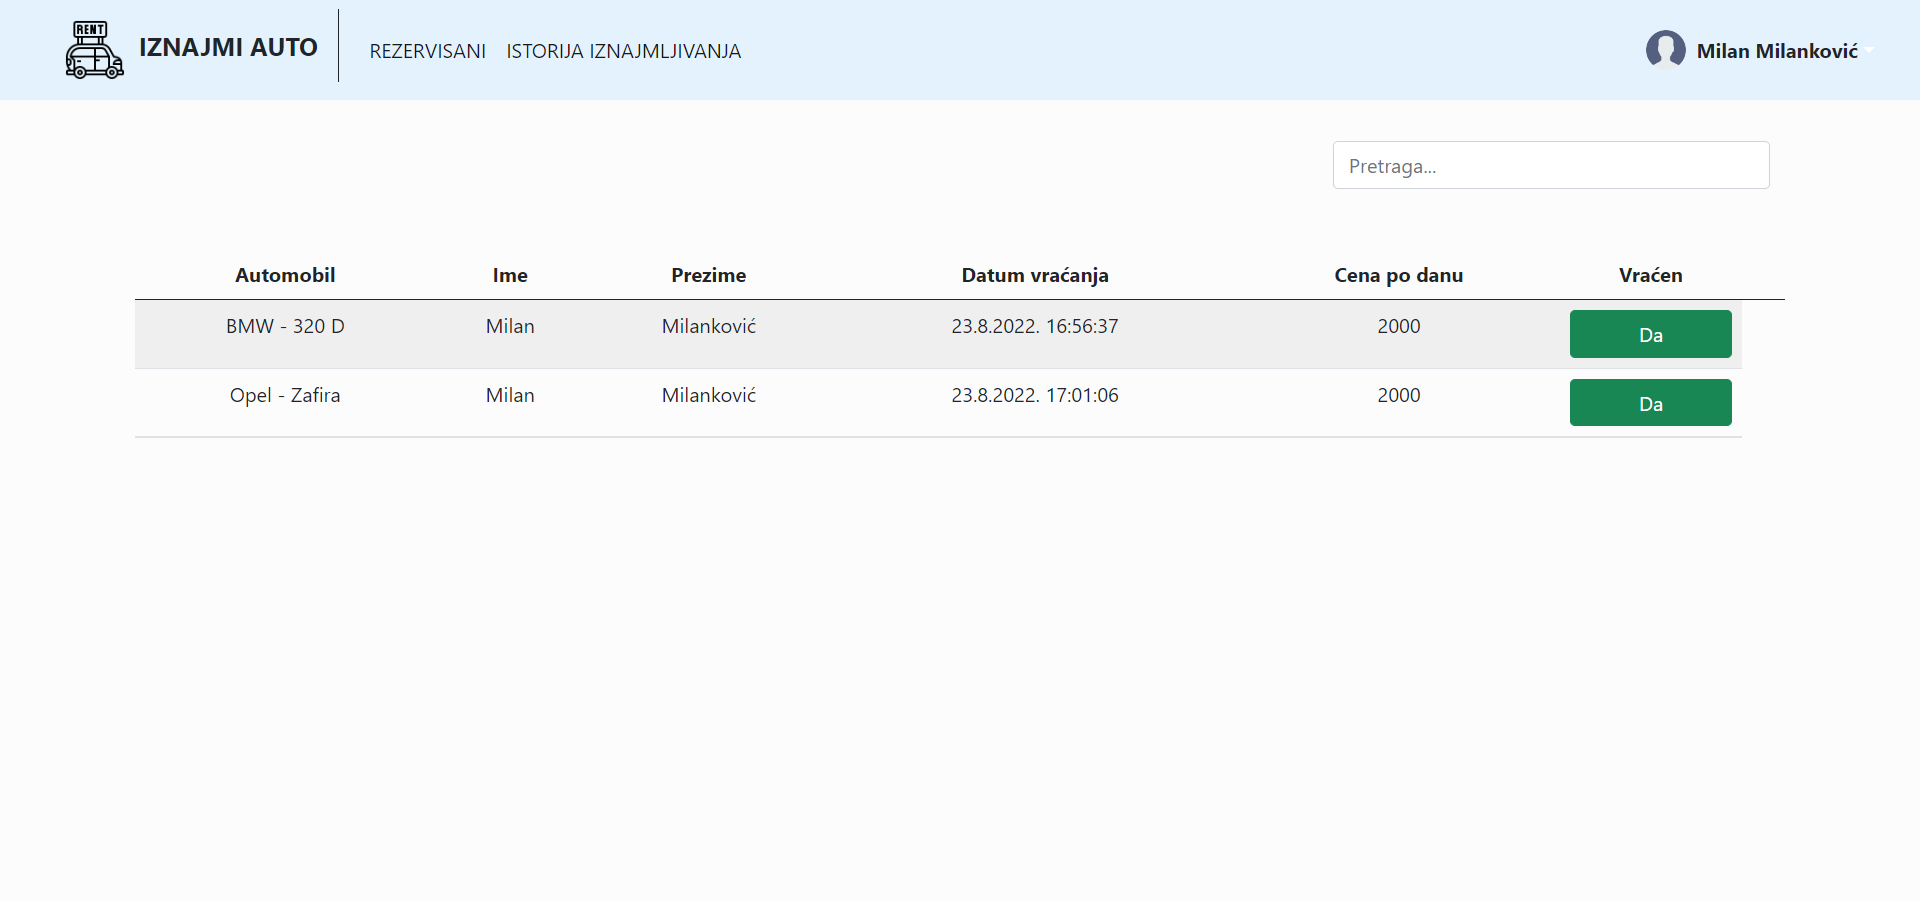 RENT
IZNAJMI AUTO
REZERVISANI ISTORIJA IZNAJMLJIVANJA
Milan Milanković
Pretraga...
Automobil Ime Prezime Datum vraćanja Cena po danu Vraćen
BMW - 320 D Milan Milanković 23.8.2022. 16:56:37 2000 Da
Opel - Zafira Milan Milanković 23.8.2022. 17:01:06 2000 Da